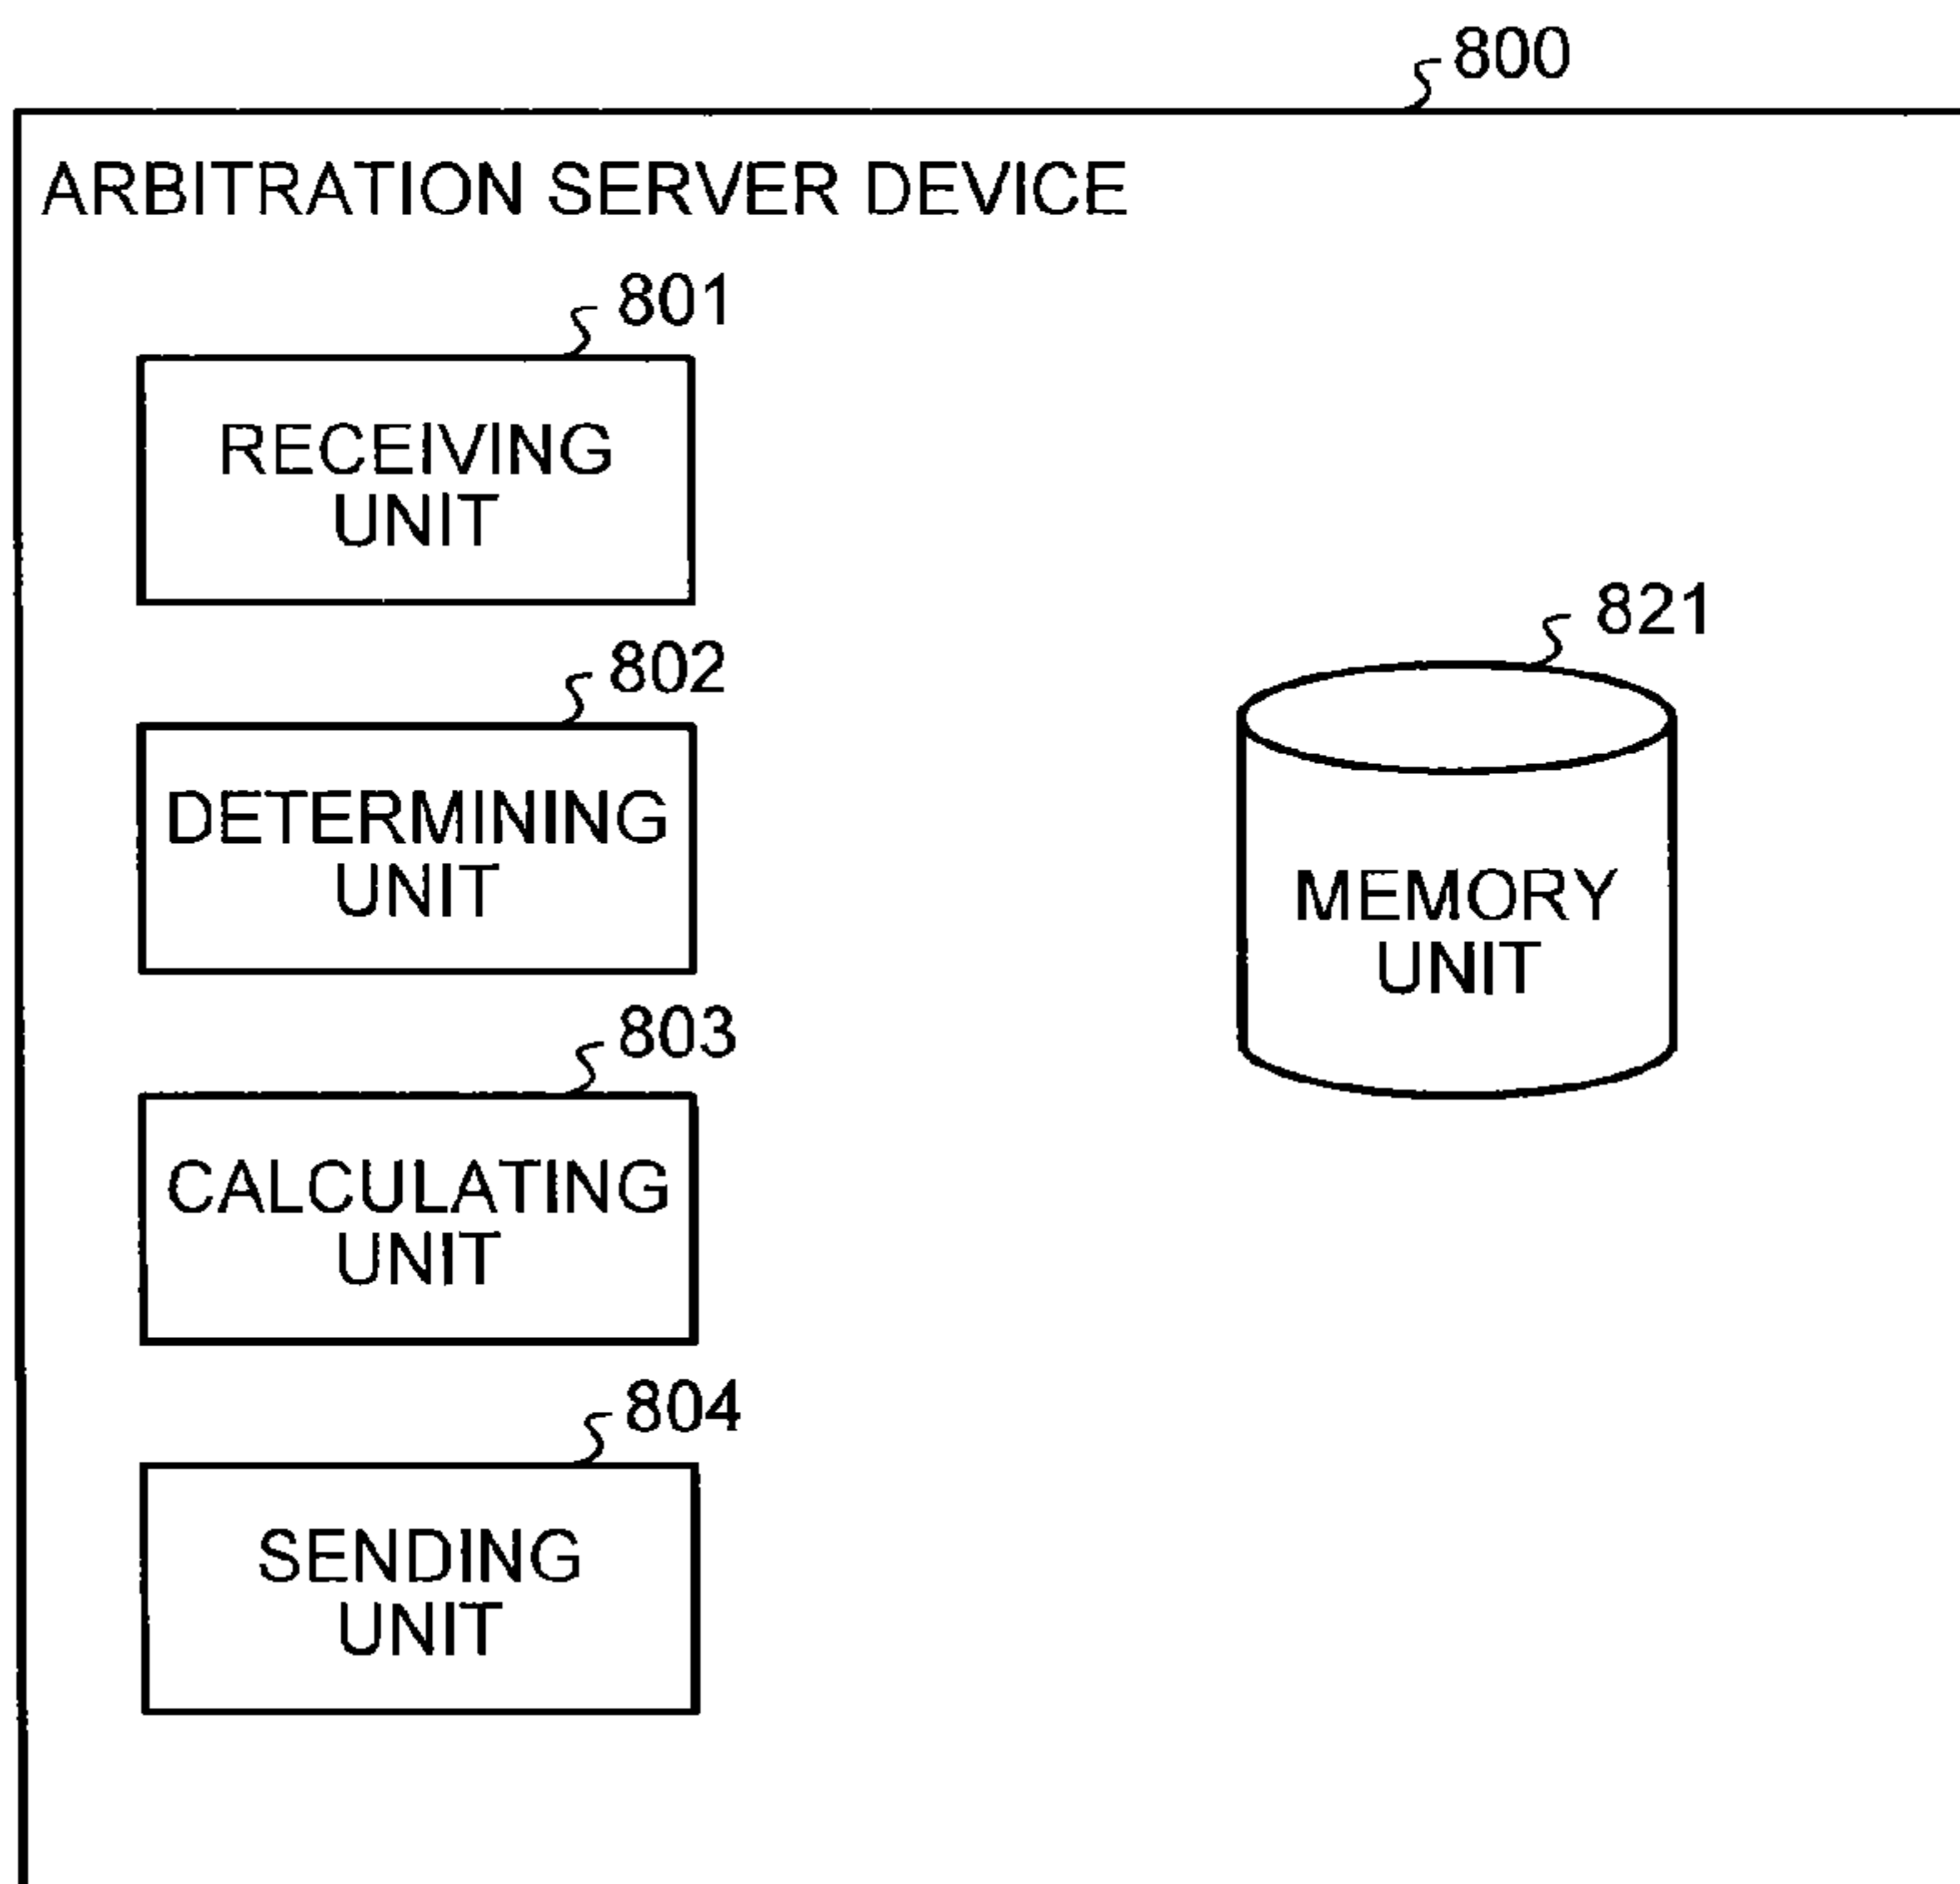 800
ARBITRATION SERVER DEVICE
801
RECEIVING
UNIT
802
DETERMINING
UNIT
821
MEMORY
UNIT
803
CALCULATING
UNIT
804
SENDING
UNIT